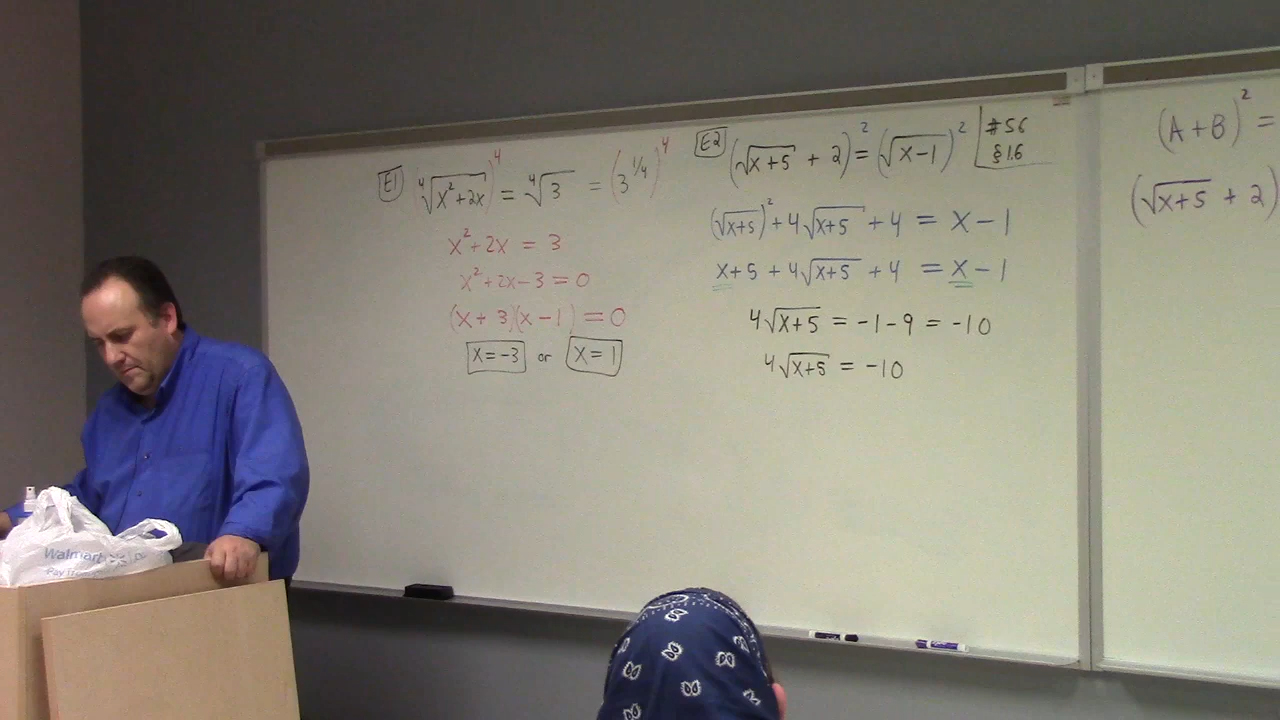 E1 (∜(x²+2x))⁴ = ∜3 = (3^{1/4})⁴
x²+2x = 3
x²+2x-3 = 0
(x+3)(x-1) = 0
x=-3 or x=1
E2 (√(x+5) + 2)² = (√(x-1))²
#56
§1.6
(√(x+5))² + 4√(x+5) + 4 = x-1
x+5 + 4√(x+5) + 4 = x-1
4√(x+5) = -1-9 = -10
4√(x+5) = -10
(A+B)² =
(√(x+5) + 2)
Walmart